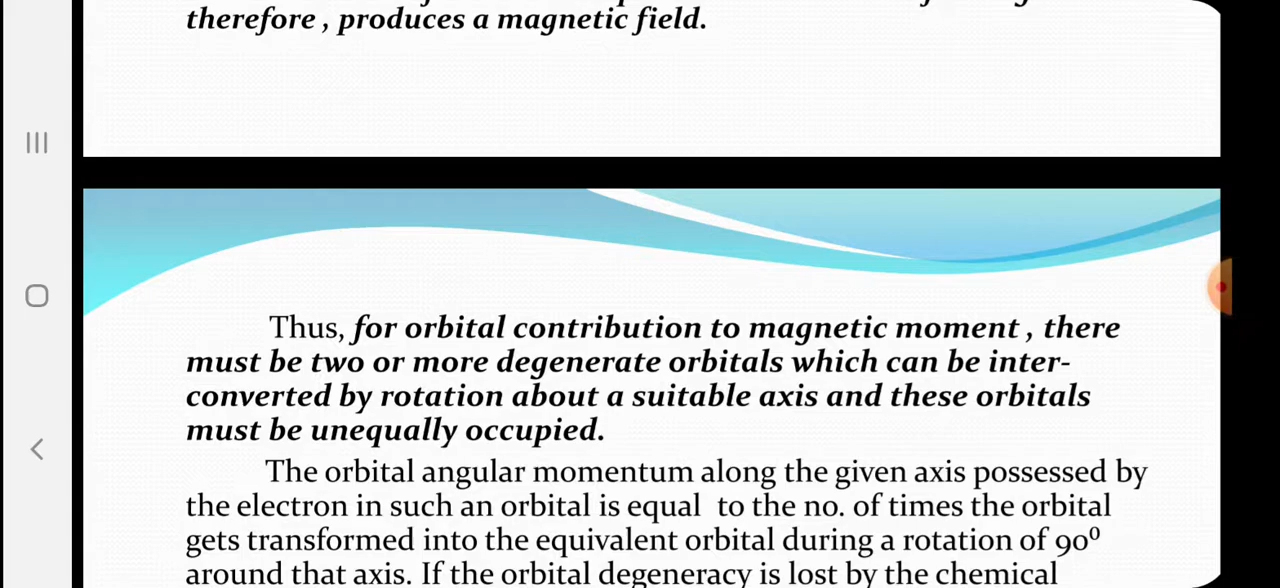 therefore , produces a magnetic field.
Thus, for orbital contribution to magnetic moment , there
must be two or more degenerate orbitals which can be inter-
converted by rotation about a suitable axis and these orbitals
must be unequally occupied.
The orbital angular momentum along the given axis possessed by
the electron in such an orbital is equal to the no. of times the orbital
gets transformed into the equivalent orbital during a rotation of 90⁰
around that axis. If the orbital degeneracy is lost by the chemical